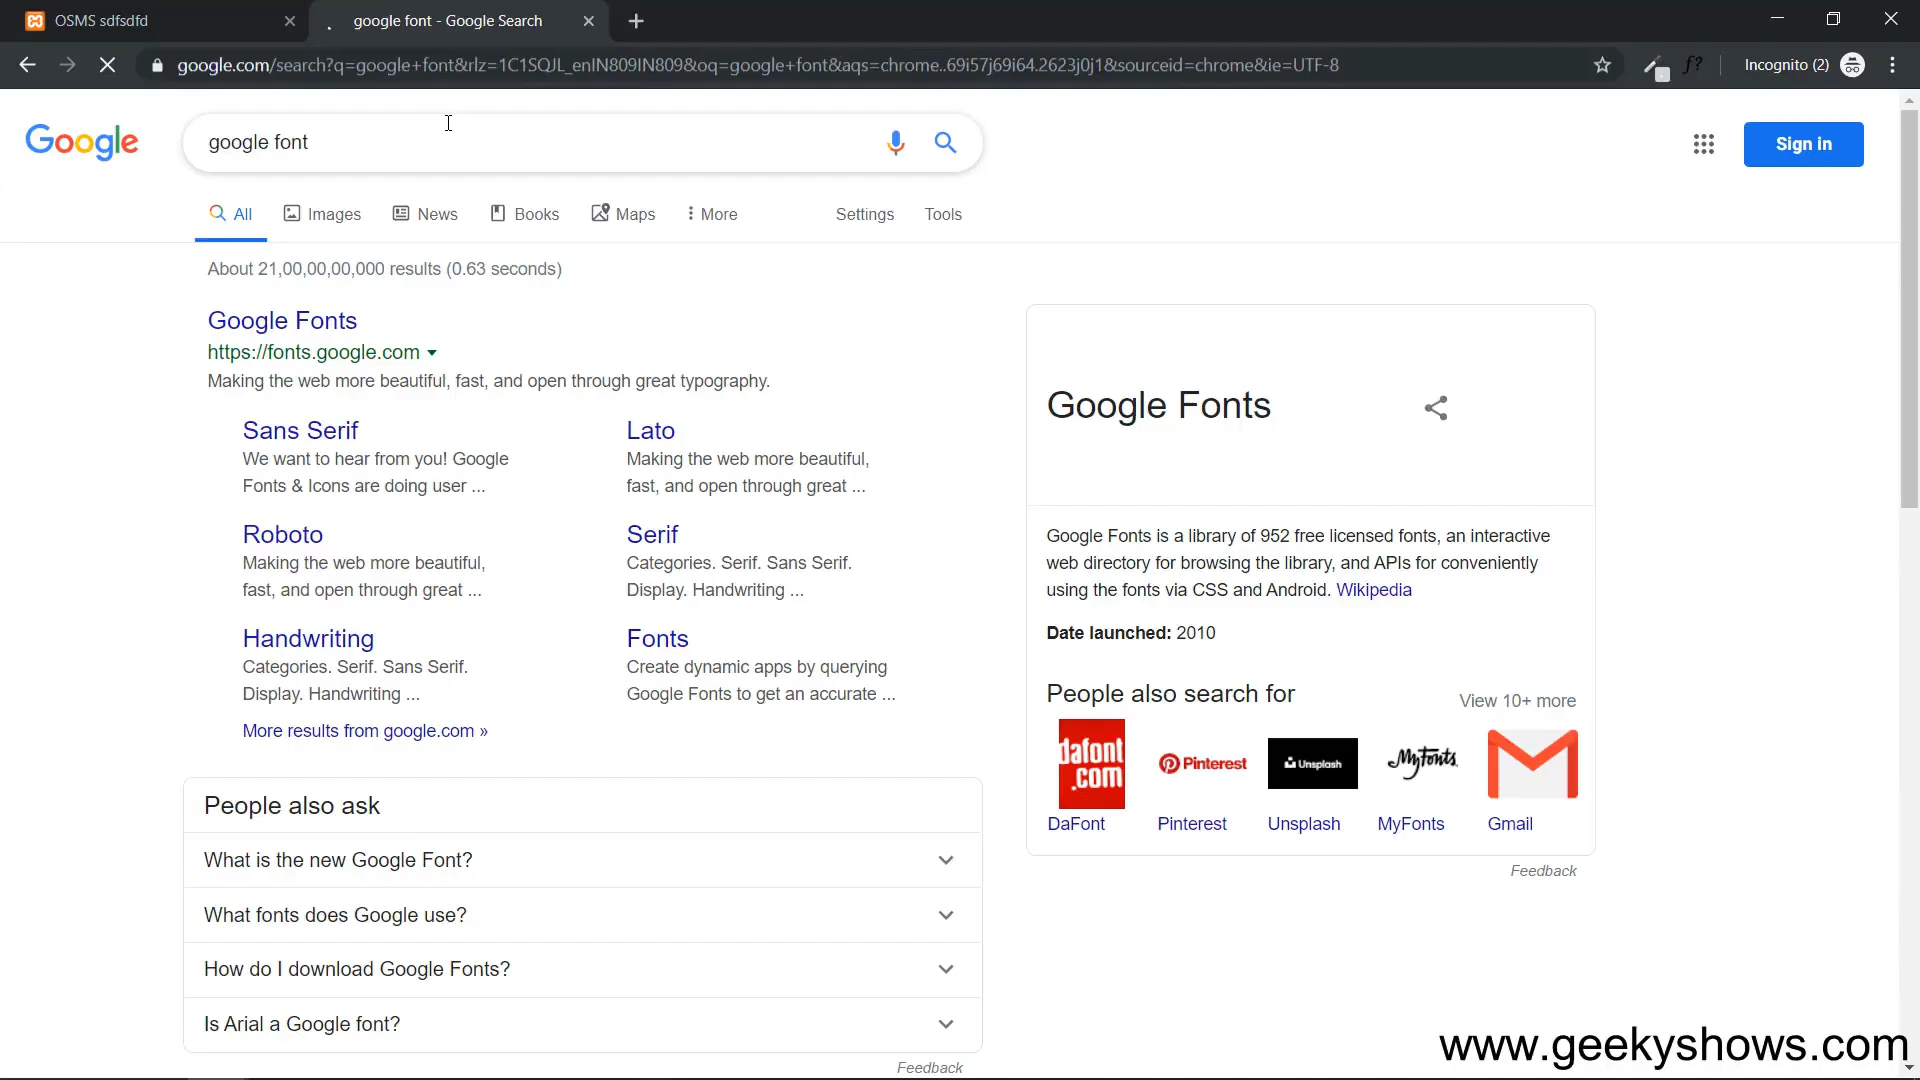 OSMS sdfsdfd
google font - Google Search
google.com/search?q=google+font&rlz=1C1SQJL_enIN809IN809&oq=google+font&aqs=chrome..69i57j69i64.2623j0j1&sourceid=chrome&ie=UTF-8
f?
Incognito (2)
Google
google font
Sign in
All
Images
News
Books
Maps
More
Settings
Tools
About 21,00,00,00,000 results (0.63 seconds)
Google Fonts
https://fonts.google.com
Making the web more beautiful, fast, and open through great typography.
Sans Serif
We want to hear from you! Google
Fonts & Icons are doing user ...
Lato
Making the web more beautiful,
fast, and open through great ...
Roboto
Making the web more beautiful,
fast, and open through great ...
Serif
Categories. Serif. Sans Serif.
Display. Handwriting ...
Handwriting
Categories. Serif. Sans Serif.
Display. Handwriting ...
Fonts
Create dynamic apps by querying
Google Fonts to get an accurate ...
More results from google.com »
People also ask
What is the new Google Font?
What fonts does Google use?
How do I download Google Fonts?
Is Arial a Google font?
Feedback
Google Fonts
Google Fonts is a library of 952 free licensed fonts, an interactive
web directory for browsing the library, and APIs for conveniently
using the fonts via CSS and Android. Wikipedia
Date launched: 2010
People also search for
View 10+ more
dafont
.com
Pinterest
Unsplash
MyFonts
DaFont
Pinterest
Unsplash
MyFonts
Gmail
Feedback
www.geekyshows.com